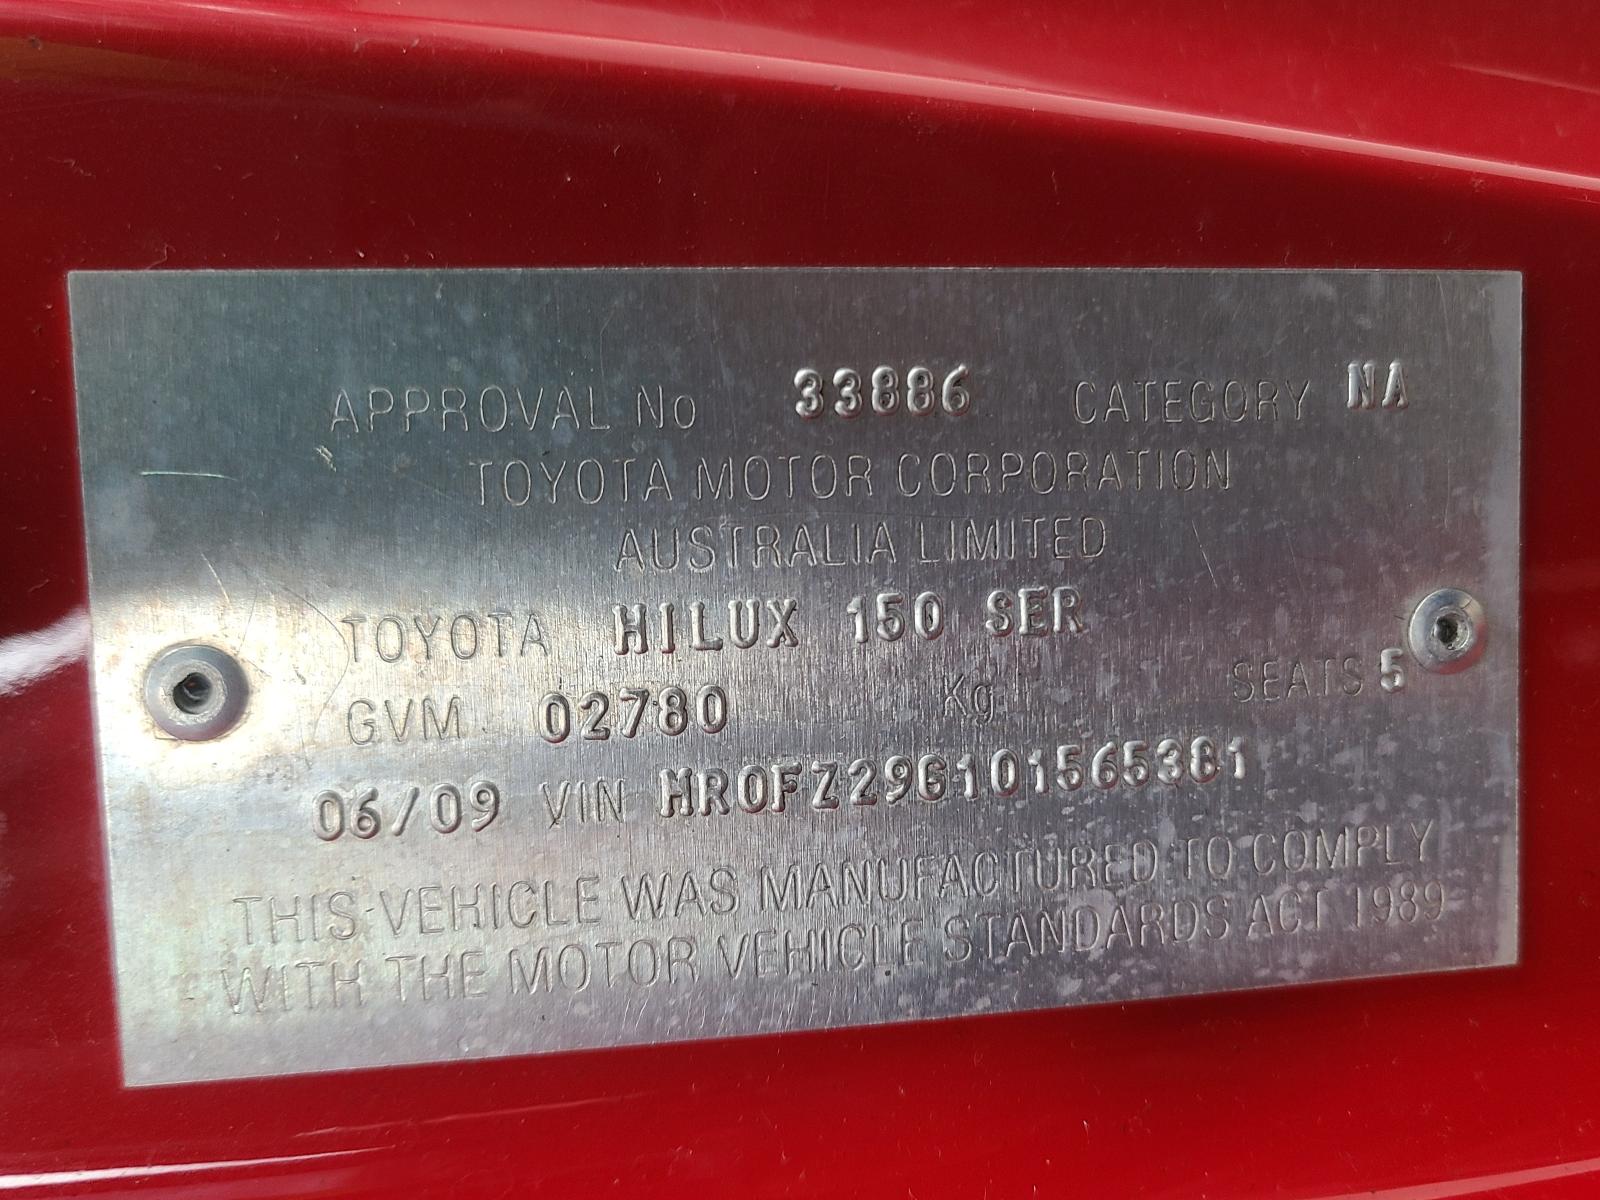 APPROVAL No 33886 CATEGORY NA
TOYOTA MOTOR CORPORATION
AUSTRALIA LIMITED
TOYOTA HILUX 150 SER
GVM 02780 Kg SEATS 5
06/09 VIN MR0FZ29G101565381
THIS VEHICLE WAS MANUFACTURED TO COMPLY
WITH THE MOTOR VEHICLE STANDARDS ACT 1989